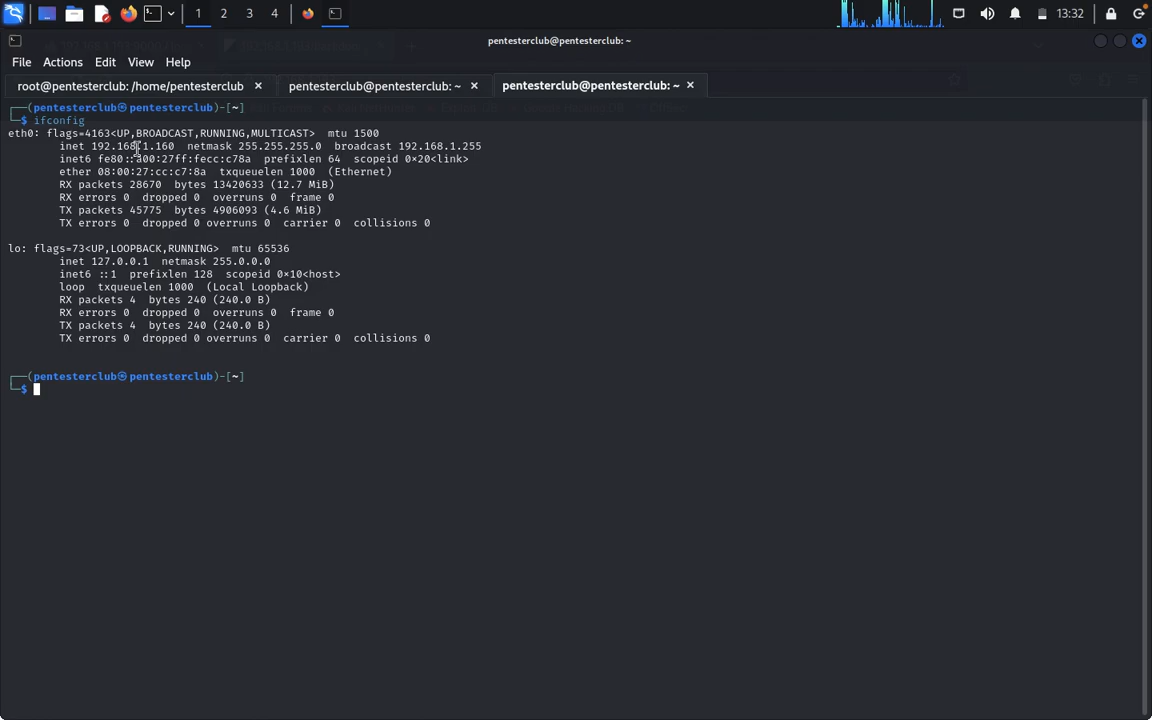 1 2 3 4 13:32
pentesterclub@pentesterclub: ~
File Actions Edit View Help
root@pentesterclub: /home/pentesterclub × pentesterclub@pentesterclub: ~ × pentesterclub@pentesterclub: ~ ×
┌──(pentesterclub㉿pentesterclub)-[~]
└─$ ifconfig
eth0: flags=4163<UP,BROADCAST,RUNNING,MULTICAST> mtu 1500
inet 192.168.1.160 netmask 255.255.255.0 broadcast 192.168.1.255
inet6 fe80::a00:27ff:fecc:c78a prefixlen 64 scopeid 0×20<link>
ether 08:00:27:cc:c7:8a txqueuelen 1000 (Ethernet)
RX packets 28670 bytes 13420633 (12.7 MiB)
RX errors 0 dropped 0 overruns 0 frame 0
TX packets 45775 bytes 4906093 (4.6 MiB)
TX errors 0 dropped 0 overruns 0 carrier 0 collisions 0
lo: flags=73<UP,LOOPBACK,RUNNING> mtu 65536
inet 127.0.0.1 netmask 255.0.0.0
inet6 ::1 prefixlen 128 scopeid 0×10<host>
loop txqueuelen 1000 (Local Loopback)
RX packets 4 bytes 240 (240.0 B)
RX errors 0 dropped 0 overruns 0 frame 0
TX packets 4 bytes 240 (240.0 B)
TX errors 0 dropped 0 overruns 0 carrier 0 collisions 0
┌──(pentesterclub㉿pentesterclub)-[~]
└─$